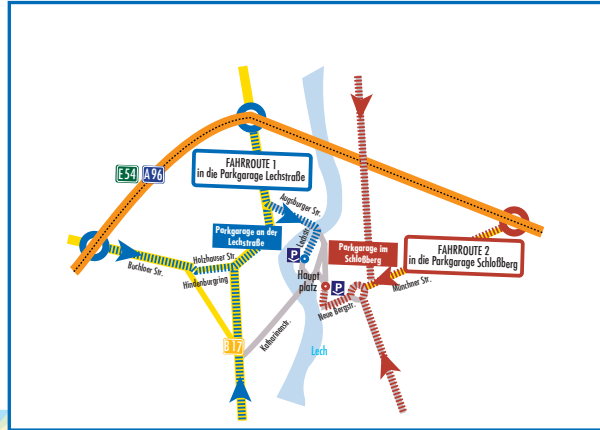 FAHRROUTE 1
in die Parkgarage Lechstraße
E54
A96
Augsburger Str.
Parkgarage an der
Lechstraße
Lechstr.
Parkgarage im
Schloßberg
FAHRROUTE 2
in die Parkgarage Schloßberg
P
Holzhauser Str.
Buchloer Str.
Hindenburgring
Haupt
platz
P
Münchner Str.
Neue Bergstr.
Katharinenstr.
B 17
Lech